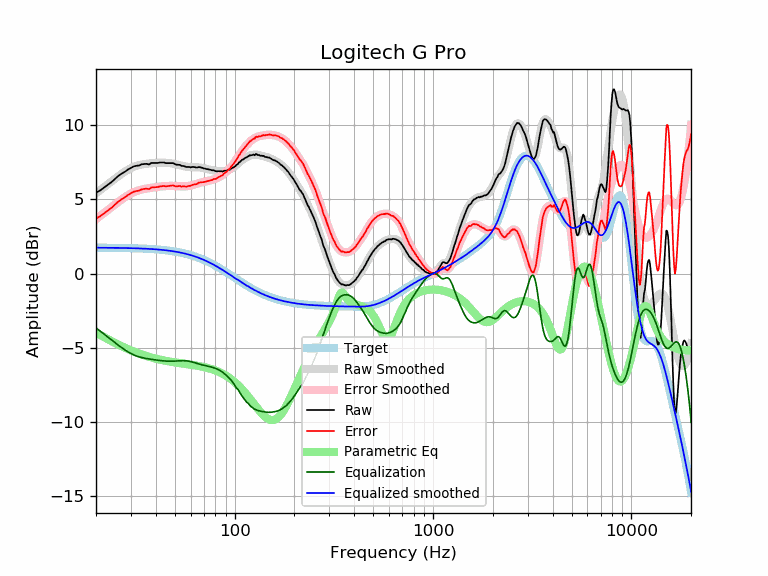 Logitech G Pro
Amplitude (dBr)
10
5
0
−5
−10
−15
Target
Raw Smoothed
Error Smoothed
Raw
Error
Parametric Eq
Equalization
Equalized smoothed
100
1000
10000
Frequency (Hz)